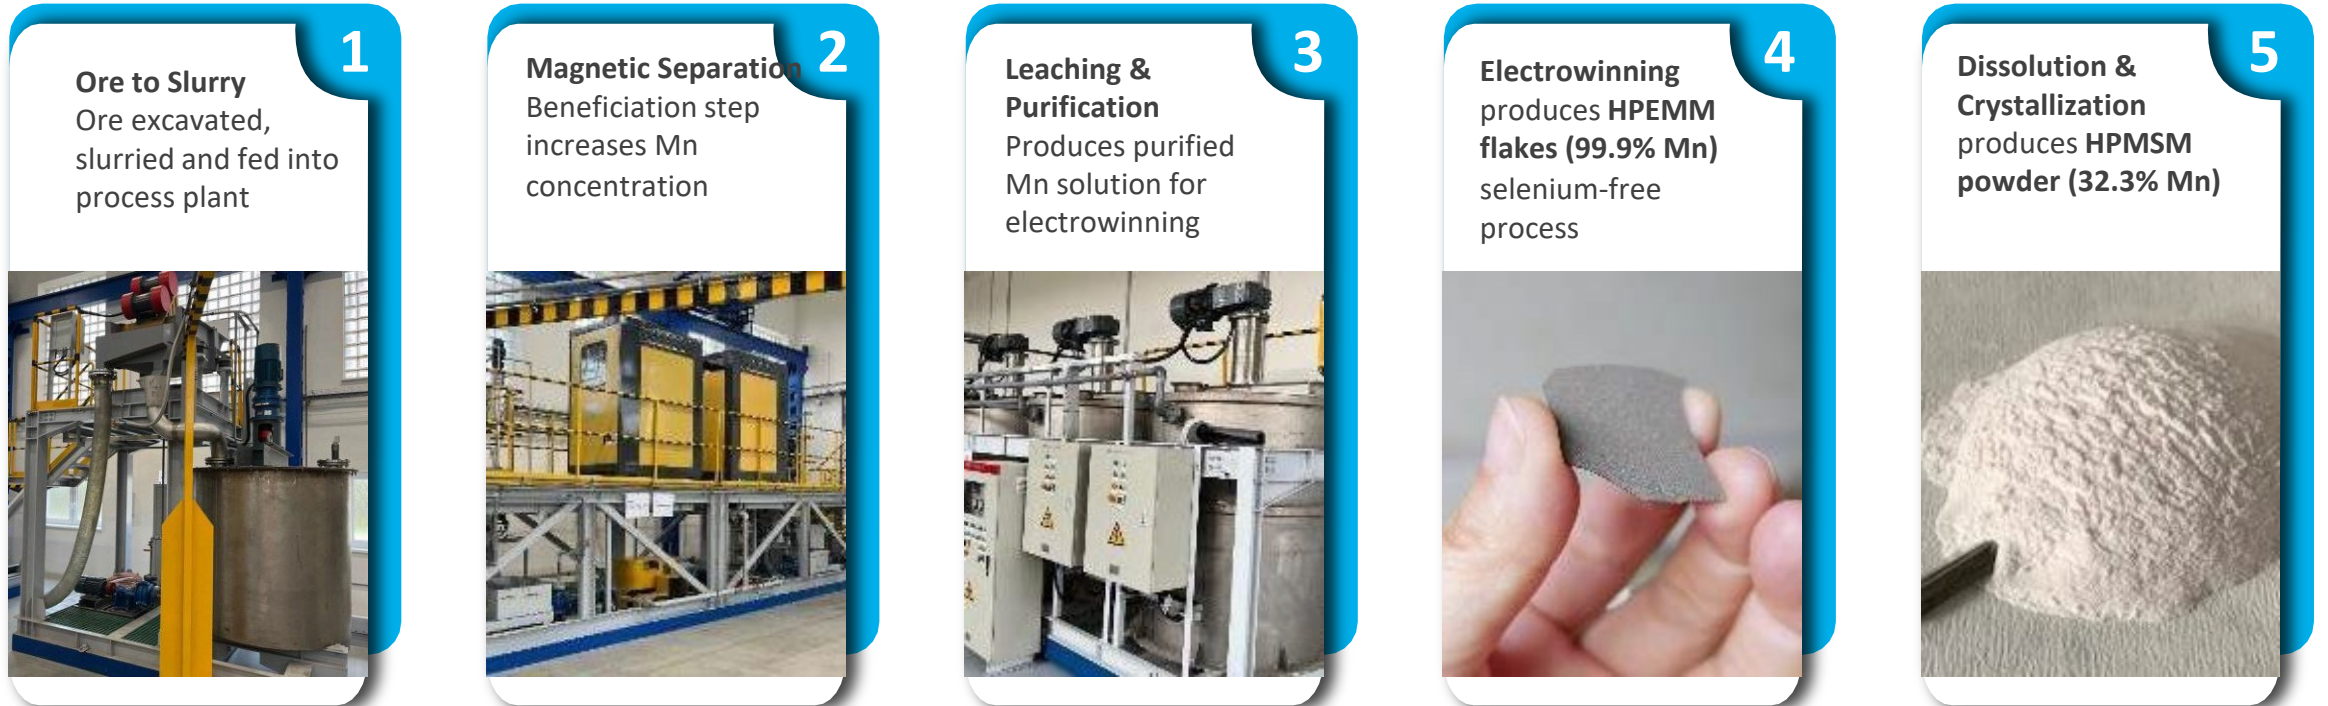 1
Ore to Slurry
Ore excavated,
slurried and fed into
process plant
2
Magnetic Separation
Beneficiation step
increases Mn
concentration
3
Leaching &
Purification
Produces purified
Mn solution for
electrowinning
4
Electrowinning
produces HPEMM
flakes (99.9% Mn)
selenium-free
process
5
Dissolution &
Crystallization
produces HPMSM
powder (32.3% Mn)